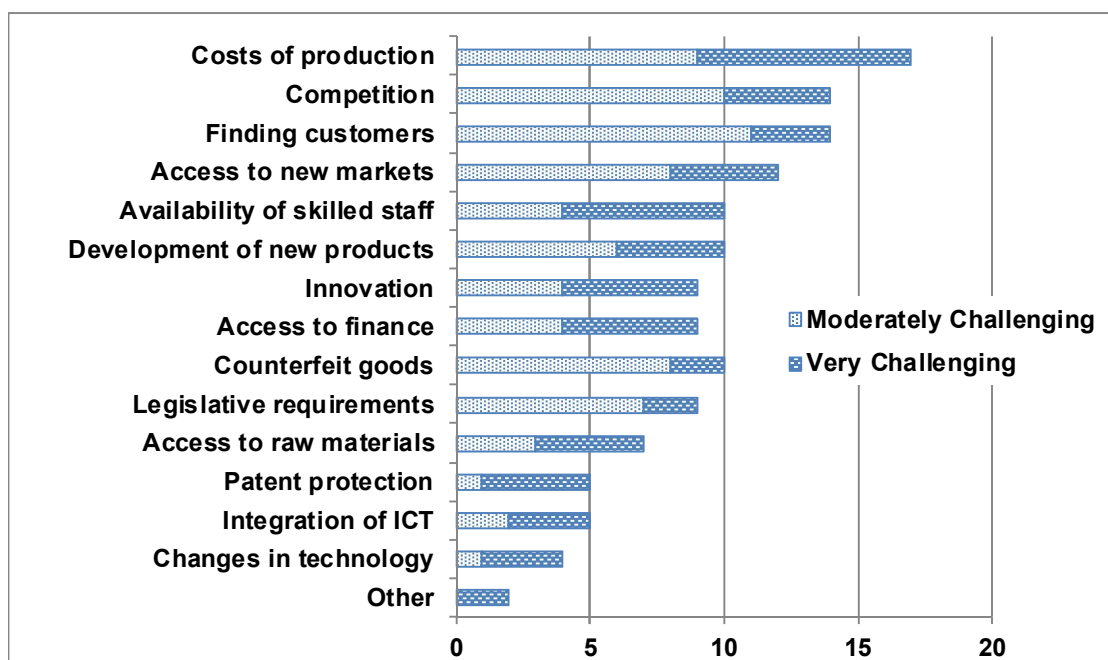 Costs of production
Competition
Finding customers
Access to new markets
Availability of skilled staff
Development of new products
Innovation
Access to finance
Counterfeit goods
Legislative requirements
Access to raw materials
Patent protection
Integration of ICT
Changes in technology
Other
Moderately Challenging
Very Challenging
0 5 10 15 20